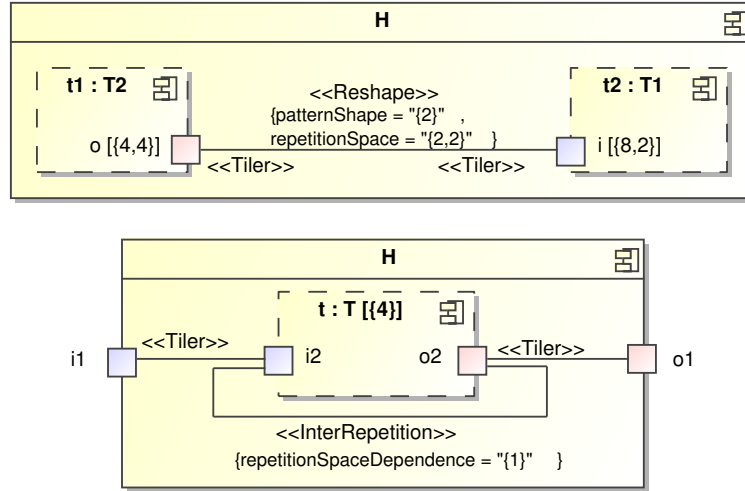 H
t1 : T2
t2 : T1
<<Reshape>>
{patternShape = "{2}" ,
repetitionSpace = "{2,2}" }
o [{4,4}]
i [{8,2}]
<<Tiler>>
<<Tiler>>
H
t : T [{4}]
<<Tiler>>
<<Tiler>>
i1
i2
o2
o1
<<InterRepetition>>
{repetitionSpaceDependence = "{1}" }